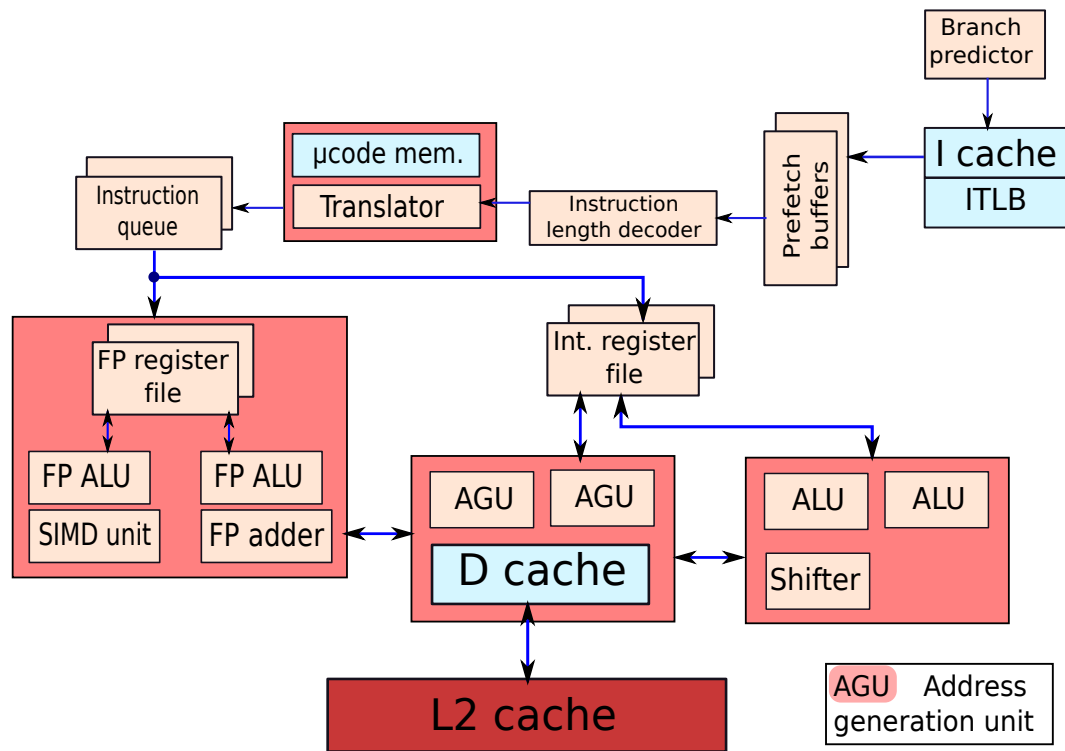 Branch
predictor
I cache
ITLB
Prefetch
buffers
Instruction
length decoder
µcode mem.
Translator
Instruction
queue
FP register
file
FP ALU
FP ALU
SIMD unit
FP adder
Int. register
file
AGU
AGU
D cache
ALU
ALU
Shifter
L2 cache
AGU Address
generation unit